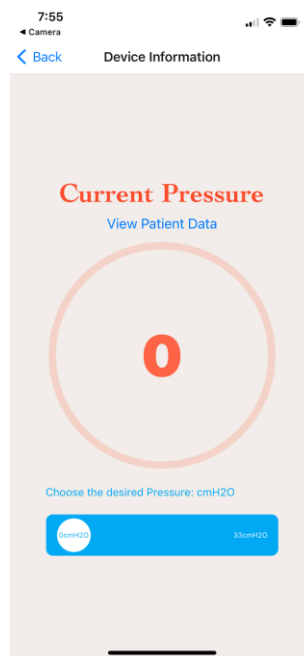 7:55
◄ Camera
Back Device Information
Current Pressure
View Patient Data
0
Choose the desired Pressure: cmH2O
0cmH2O 33cmH2O